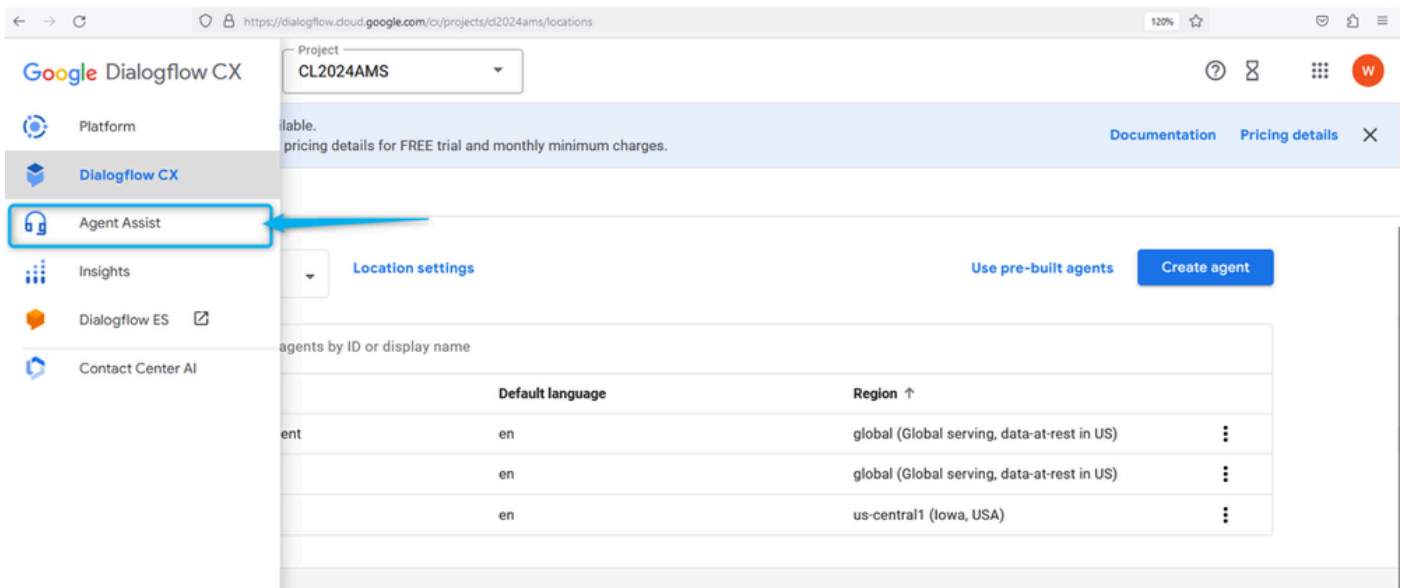 https://dialogflow.cloud.google.com/cx/projects/cl2024ams/locations
120%
Google Dialogflow CX
Project
CL2024AMS
W
Platform
ilable.
pricing details for FREE trial and monthly minimum charges.
Documentation
Pricing details
Dialogflow CX
Agent Assist
Insights
Location settings
Use pre-built agents
Create agent
Dialogflow ES
agents by ID or display name
Contact Center AI
Default language
Region
ent
en
global (Global serving, data-at-rest in US)
en
global (Global serving, data-at-rest in US)
en
us-central1 (Iowa, USA)